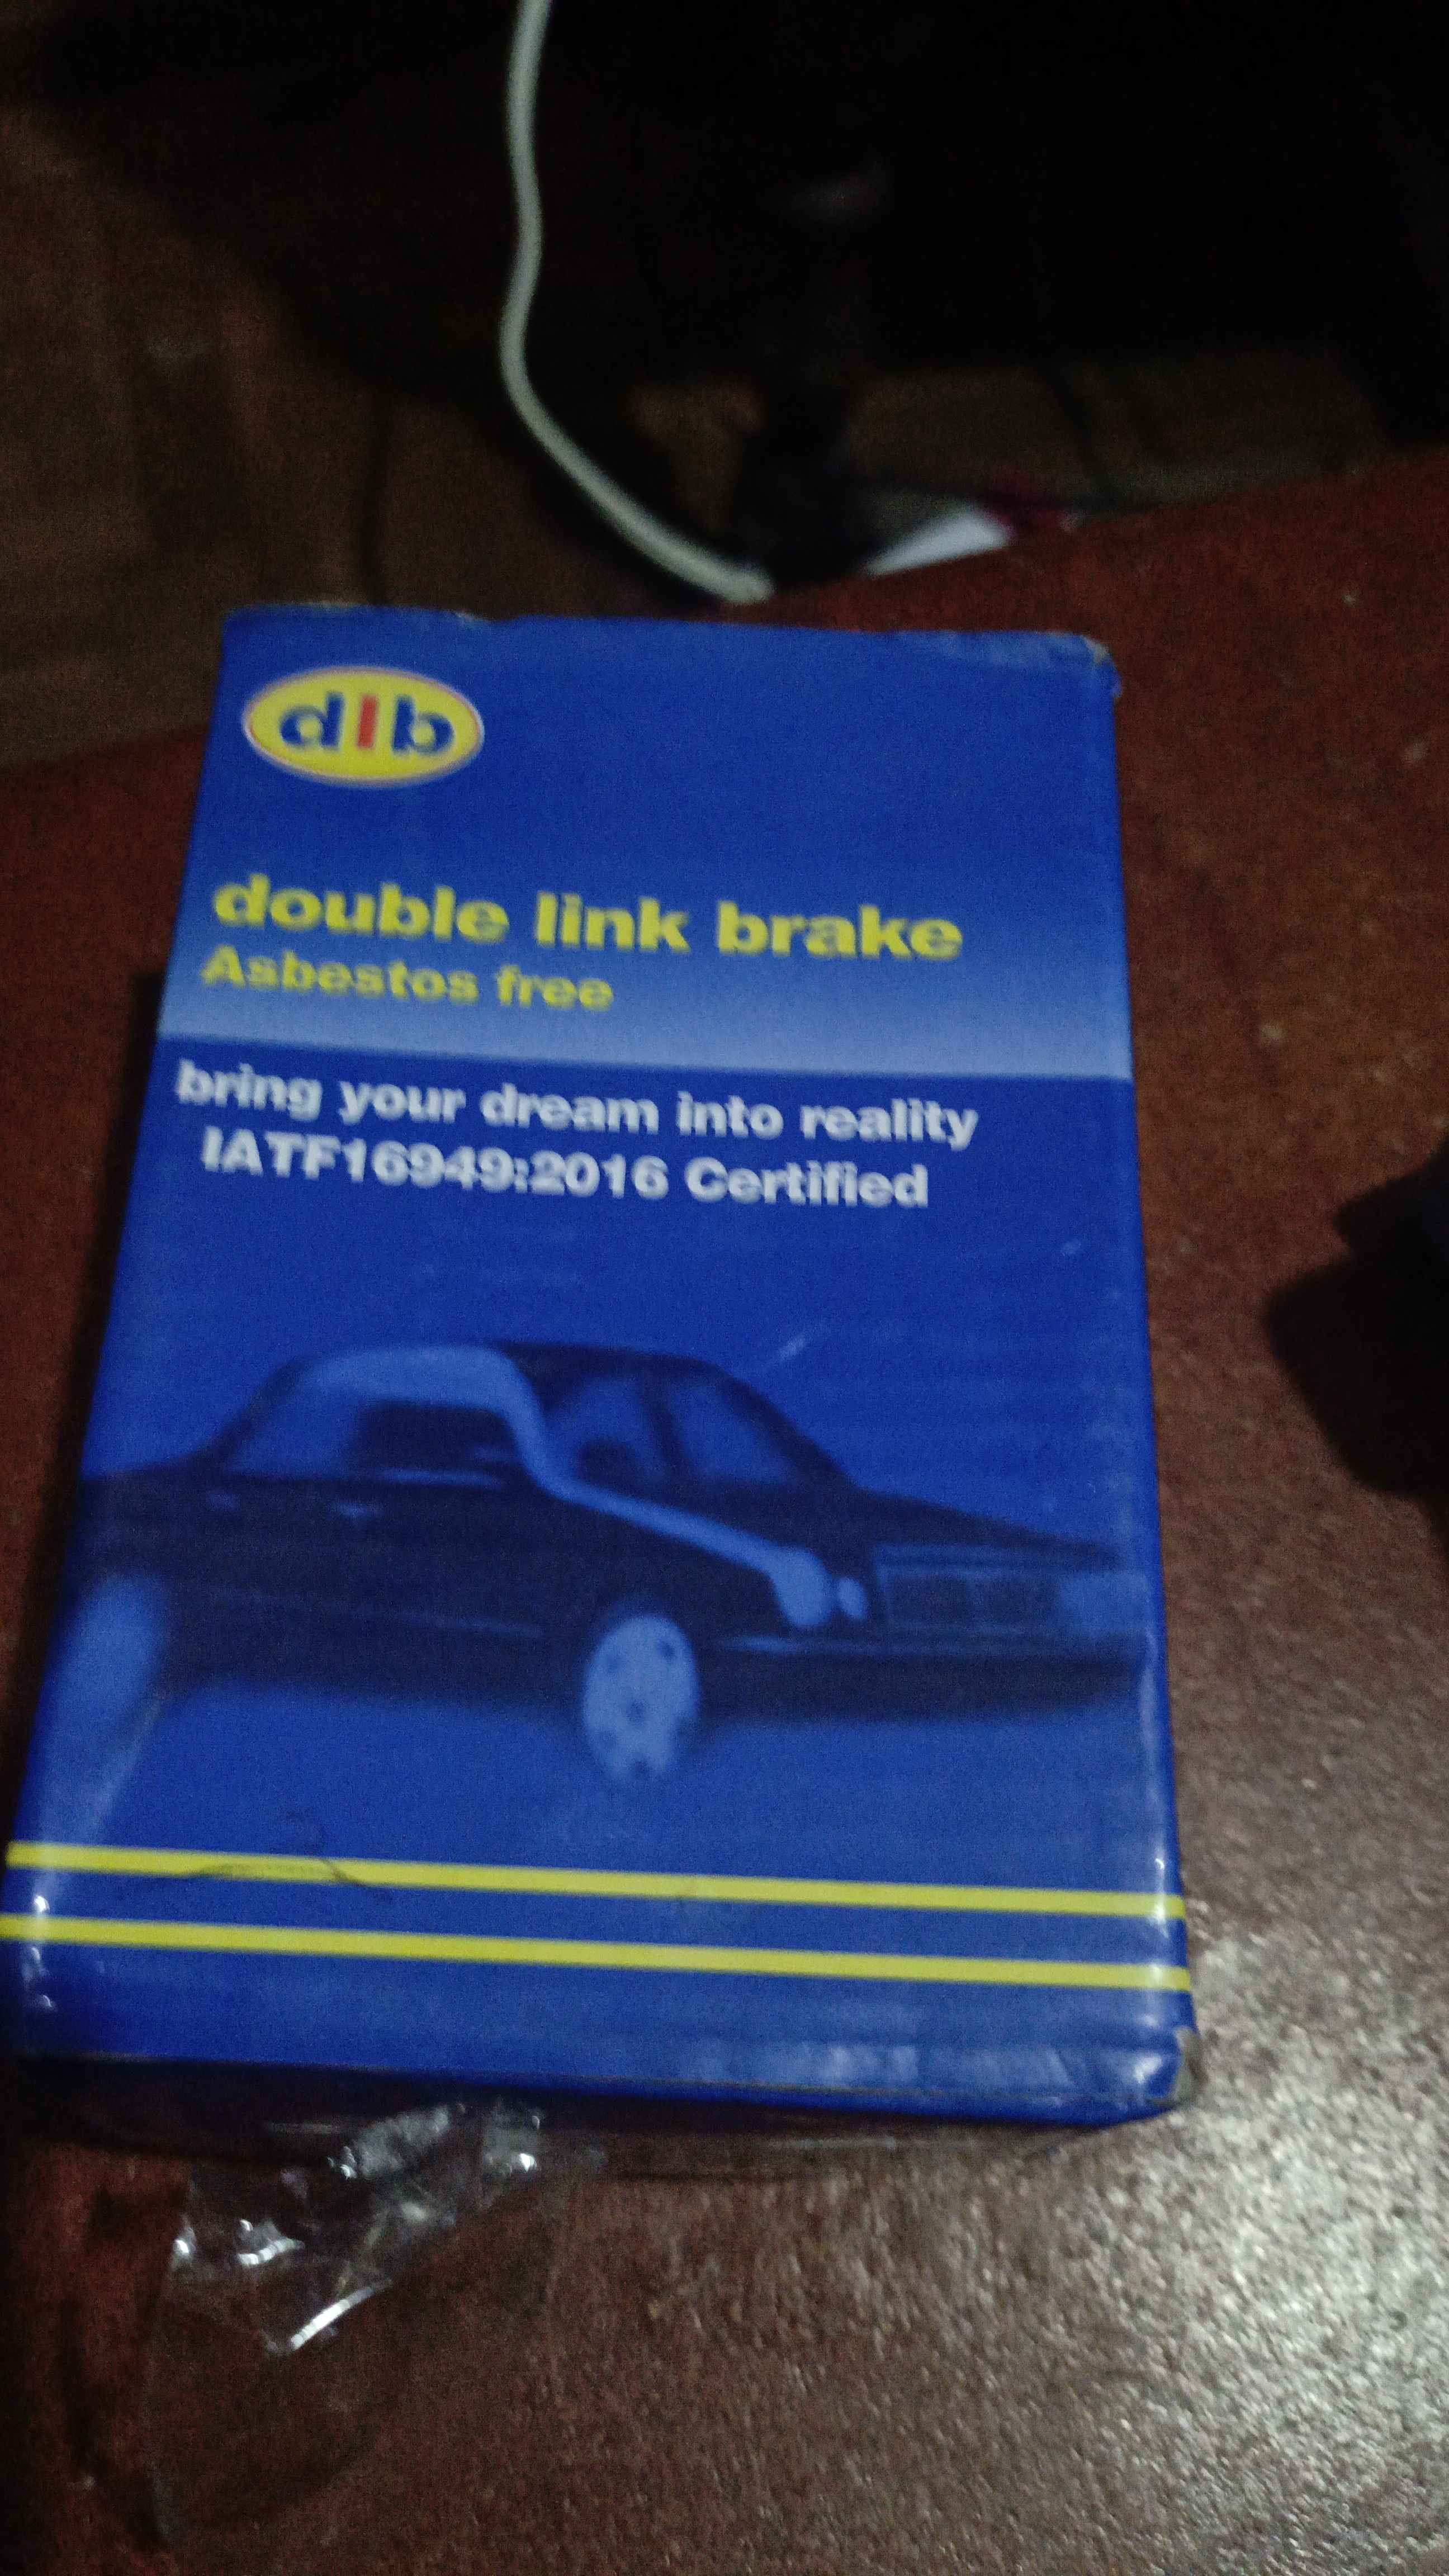 dlb
double link brake
Asbestos free
bring your dream into reality
IATF16949:2016 Certified